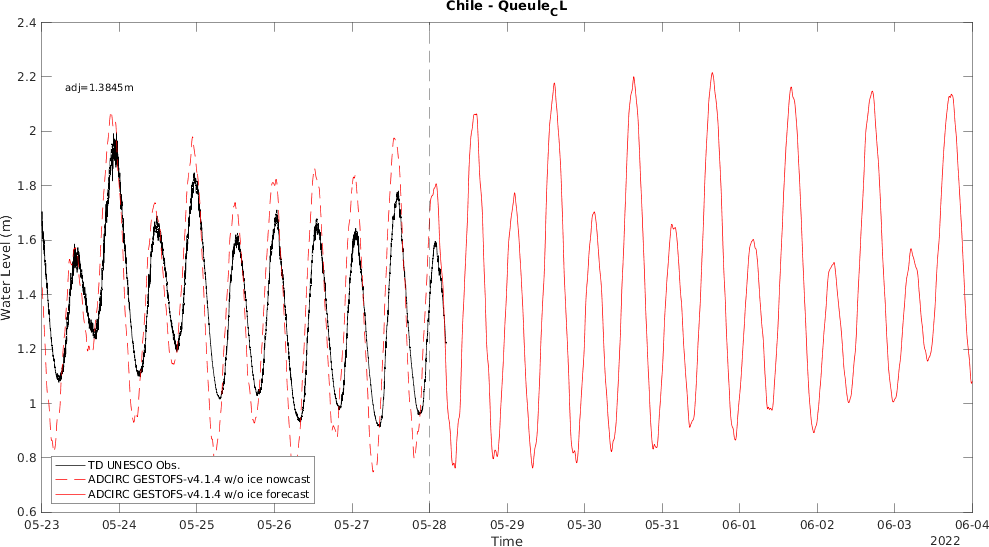 Chile - Queule_CL
2.4
2.2
adj=1.3845m
2
1.8
1.6
Water Level (m)
1.4
1.2
1
0.8
TD UNESCO Obs.
ADCIRC GESTOFS-v4.1.4 w/o ice nowcast
ADCIRC GESTOFS-v4.1.4 w/o ice forecast
0.6
05-23 05-24 05-25 05-26 05-27 05-28 05-29 05-30 05-31 06-01 06-02 06-03 06-04
Time
2022